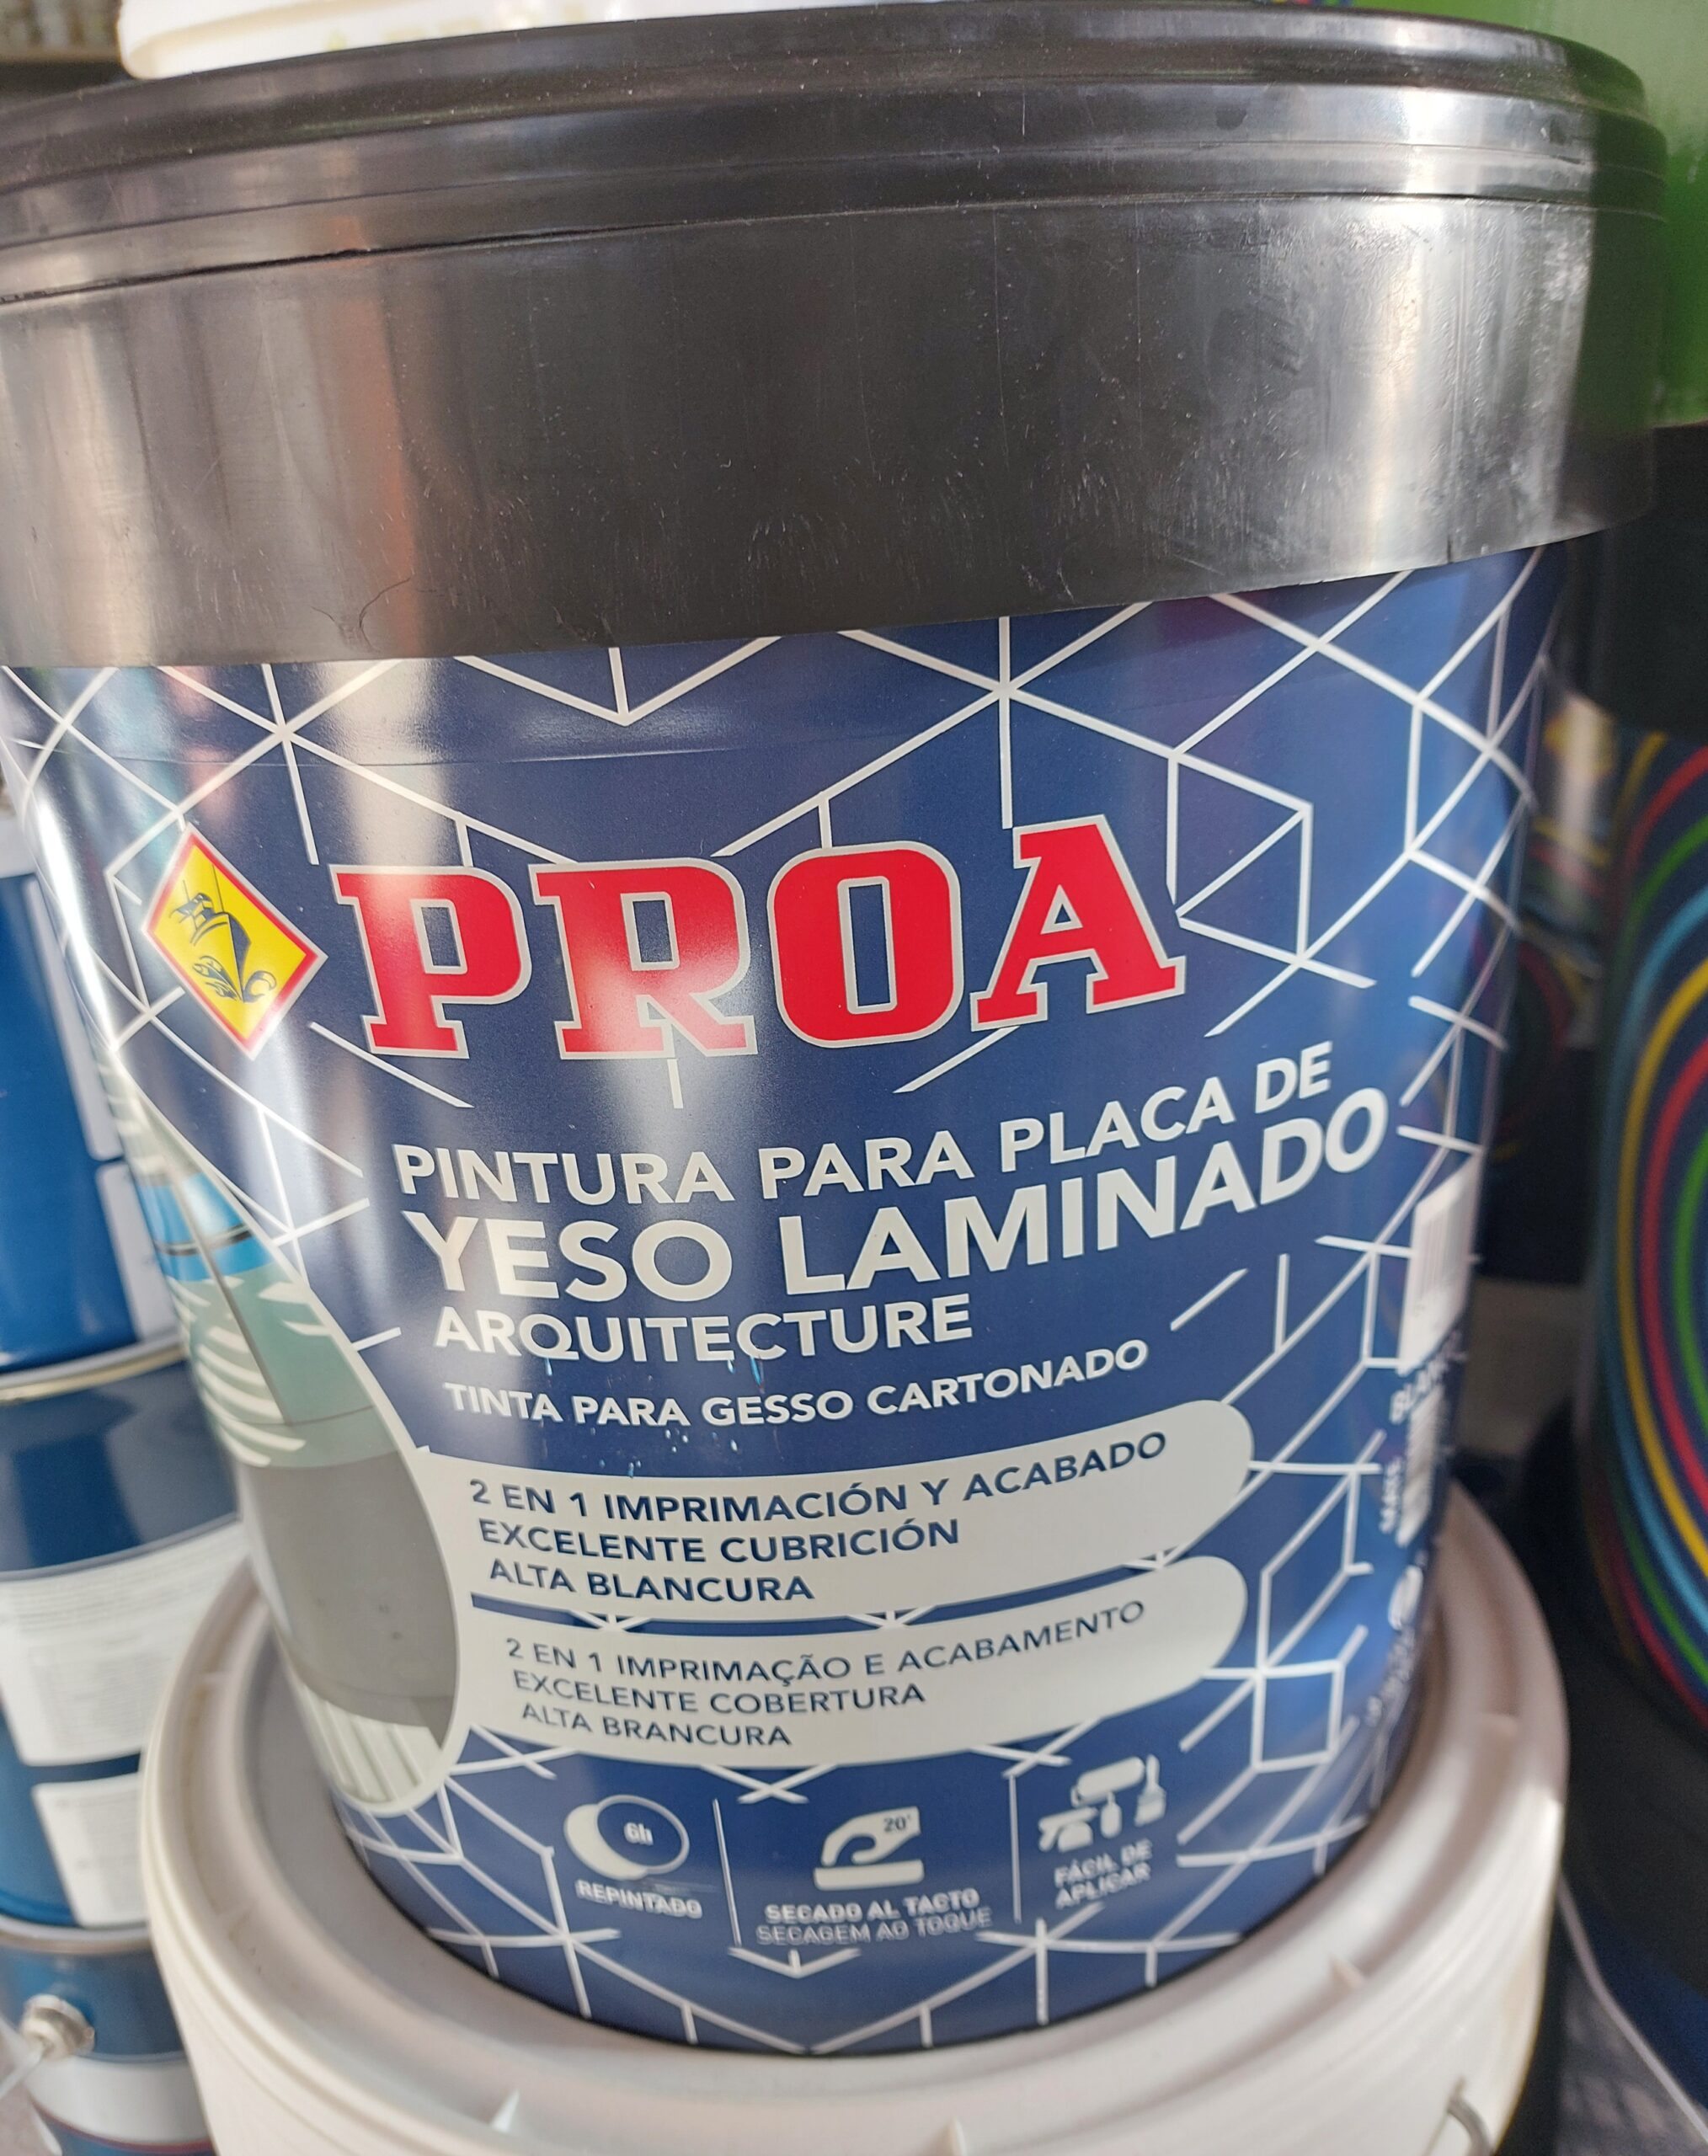 PROA
PINTURA PARA PLACA DE
YESO LAMINADO
ARQUITECTURE
TINTA PARA GESSO CARTONADO
2 EN 1 IMPRIMACIÓN Y ACABADO
EXCELENTE CUBRICIÓN
ALTA BLANCURA
2 EN 1 IMPRIMAÇÃO E ACABAMENTO
EXCELENTE COBERTURA
ALTA BRANCURA
6h
REPINTADO
20'
SECADO AL TACTO
SECAGEM AO TOQUE
FÁCIL DE
APLICAR
MATE